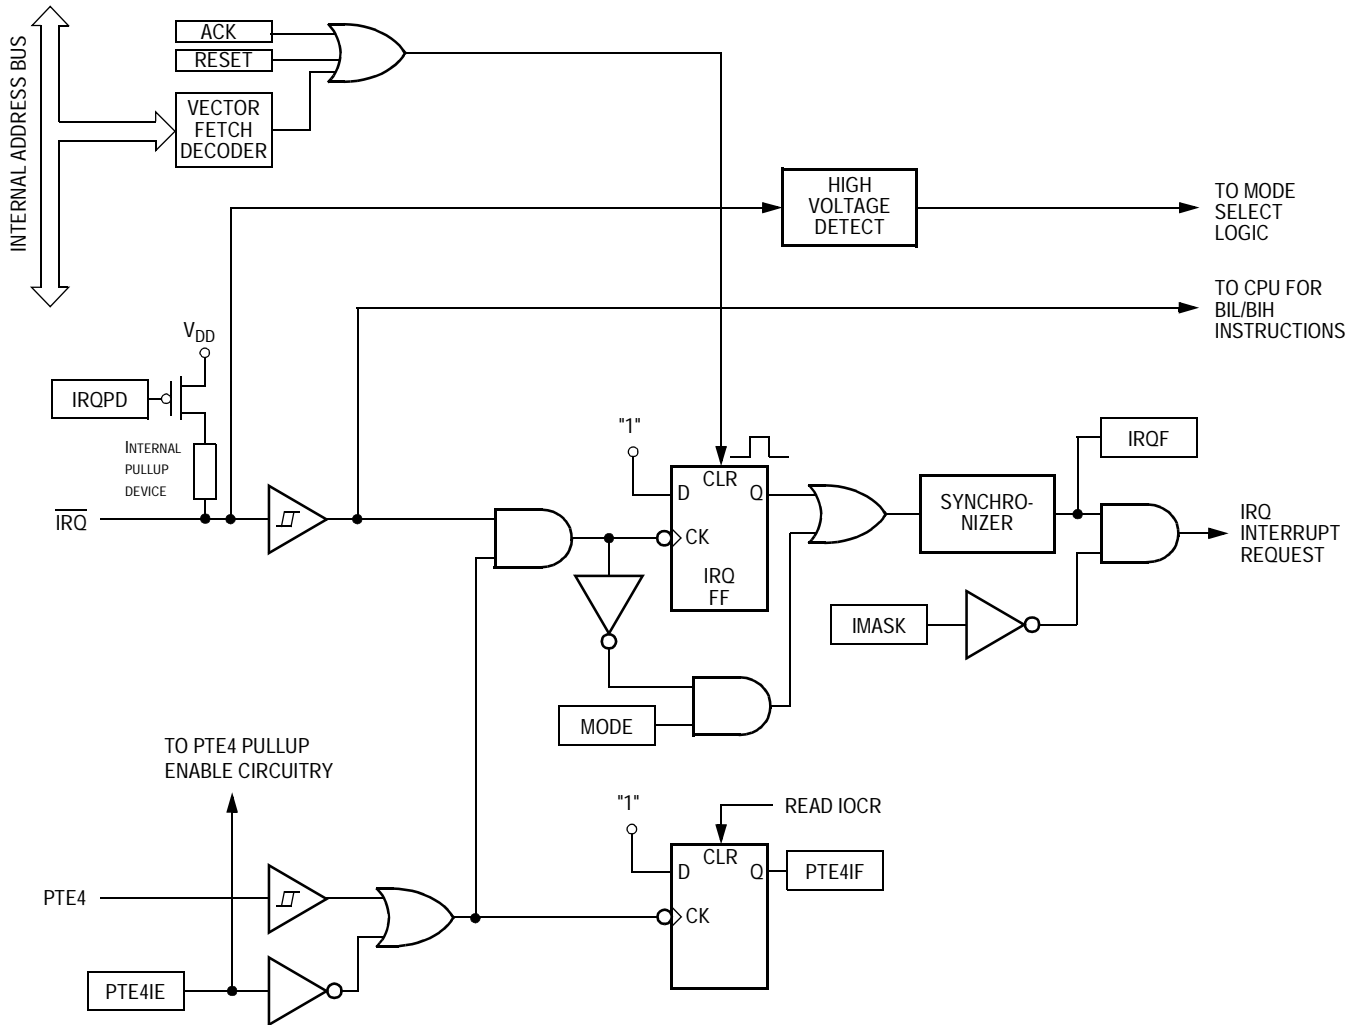 INTERNAL ADDRESS BUS
ACK
RESET
VECTOR
FETCH
DECODER
HIGH
VOLTAGE
DETECT
TO MODE
SELECT
LOGIC
TO CPU FOR
BIL/BIH
INSTRUCTIONS
VDD
IRQPD
INTERNAL
PULLUP
DEVICE
IRQ
"1"
D
CLR
Q
CK
IRQ
FF
SYNCHRO-
NIZER
IRQF
IRQ
INTERRUPT
REQUEST
IMASK
MODE
TO PTE4 PULLUP
ENABLE CIRCUITRY
"1"
READ IOCR
D
CLR
Q
CK
PTE4IF
PTE4
PTE4IE